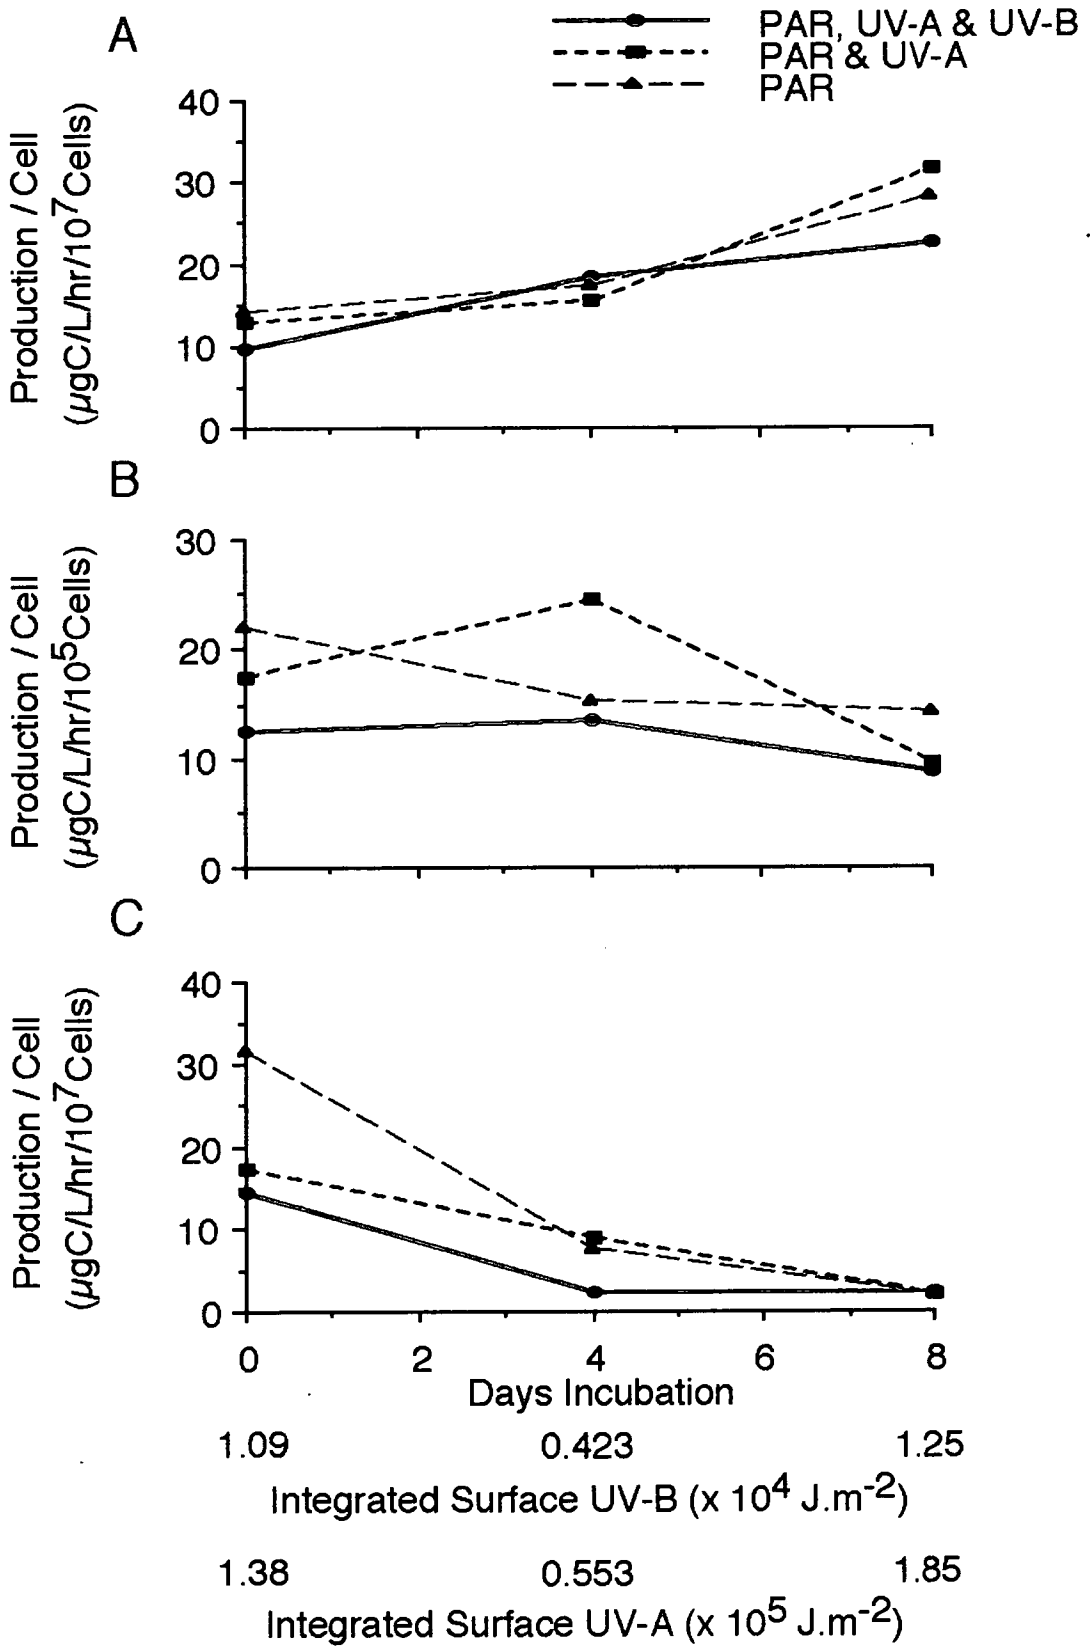 A
PAR, UV-A & UV-B
PAR & UV-A
PAR
Production / Cell
(µgC/L/hr/10⁷Cells)
40
30
20
10
0
B
Production / Cell
(µgC/L/hr/10⁵Cells)
30
20
10
0
C
Production / Cell
(µgC/L/hr/10⁷Cells)
40
30
20
10
0
0 2 4 6 8
Days Incubation
1.09 0.423 1.25
Integrated Surface UV-B (x 10⁴ J.m⁻²)
1.38 0.553 1.85
Integrated Surface UV-A (x 10⁵ J.m⁻²)